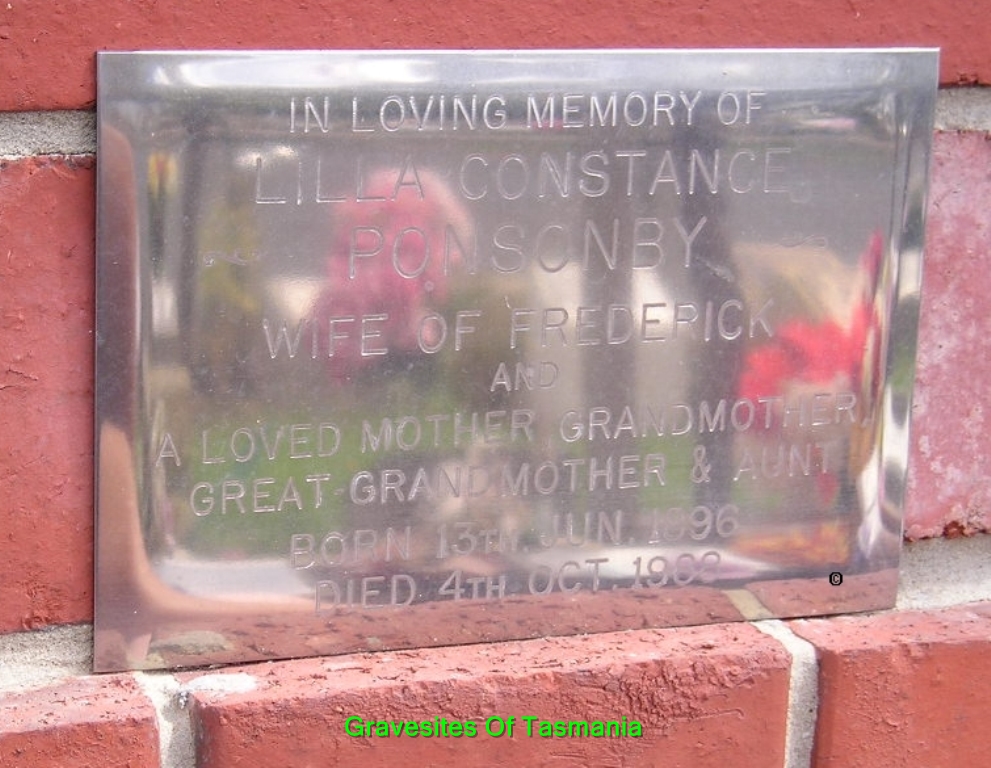 IN LOVING MEMORY OF
LILLA CONSTANCE
PONSONBY
WIFE OF FREDERICK
AND
A LOVED MOTHER, GRANDMOTHER,
GREAT-GRANDMOTHER & AUNT
BORN 13TH. JUN. 1896
DIED 4TH. OCT.
©
Gravesites Of Tasmania